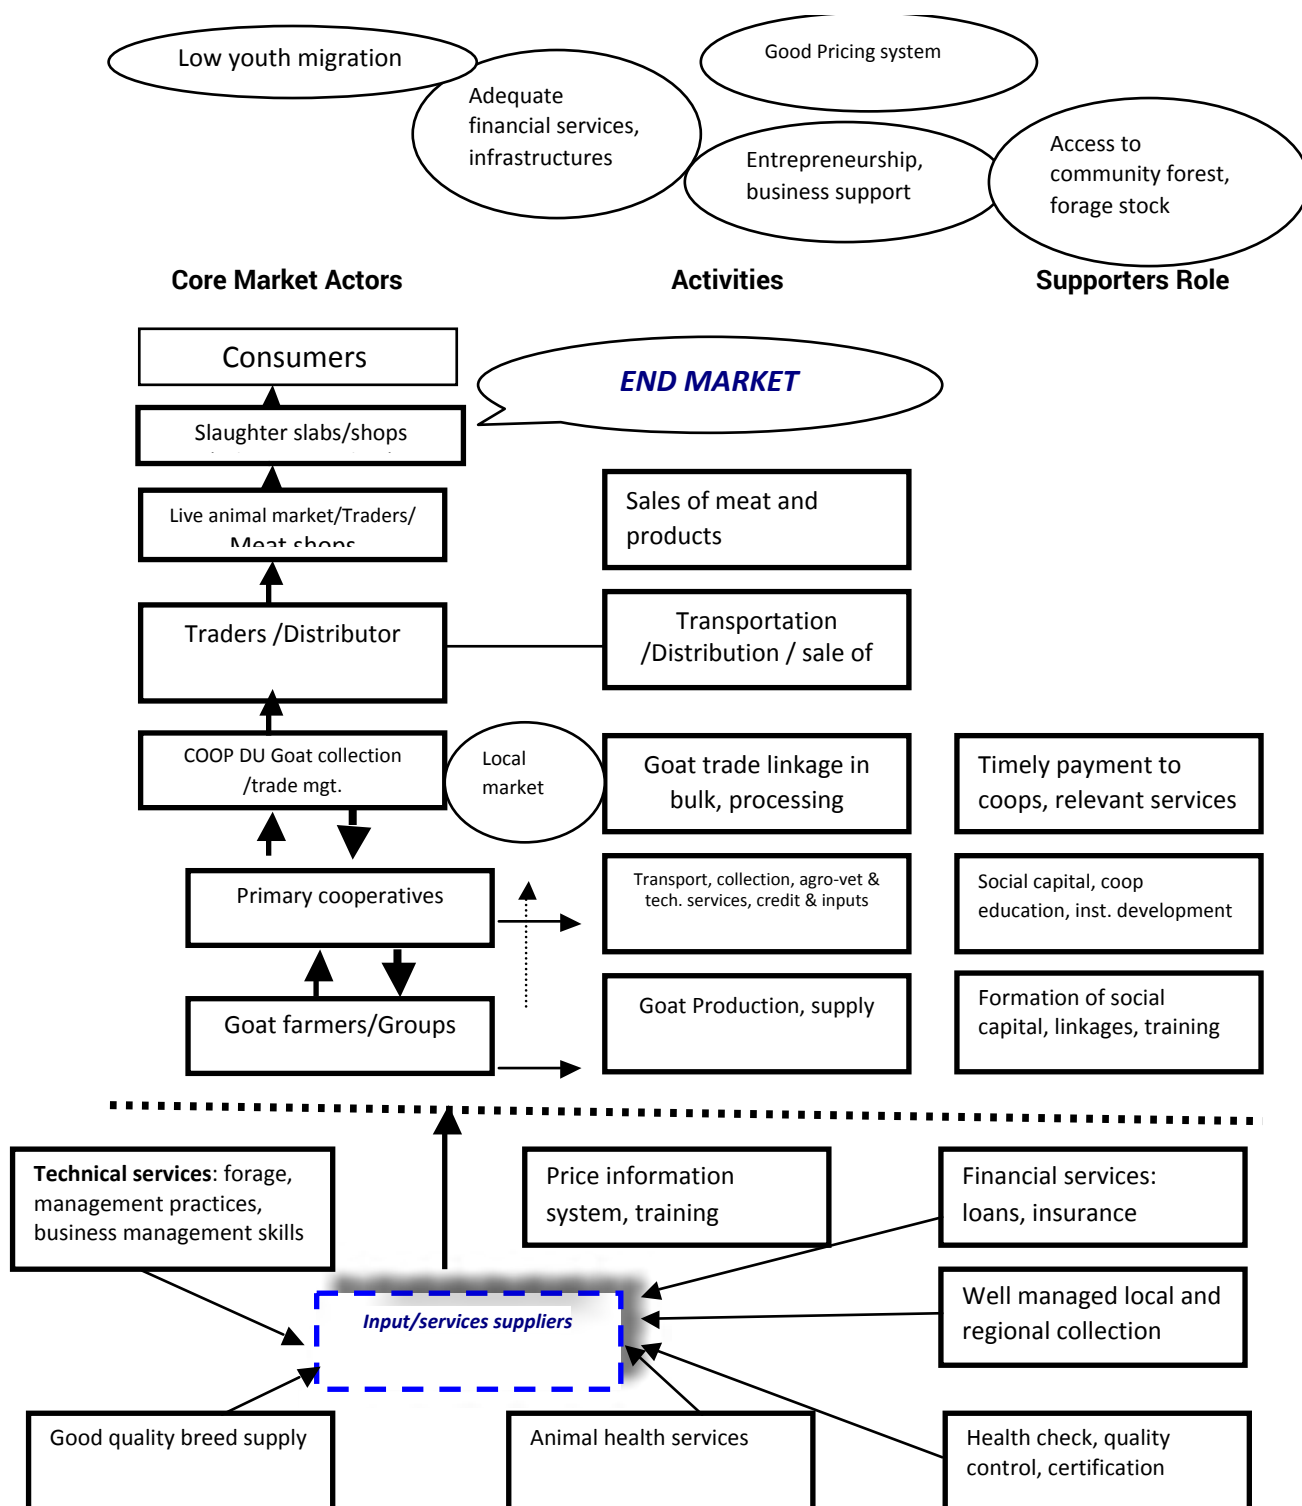 Low youth migration
Good Pricing system
Adequate
financial services,
infrastructures
Entrepreneurship,
business support
Access to
community forest,
forage stock
Core Market Actors
Activities
Supporters Role
Consumers
END MARKET
Slaughter slabs/shops
Live animal market/Traders/
Meat shops
Sales of meat and
products
Traders /Distributor
Transportation
/Distribution / sale of
COOP DU Goat collection
/trade mgt.
Local
market
Goat trade linkage in
bulk, processing
Timely payment to
coops, relevant services
Primary cooperatives
Transport, collection, agro-vet &
tech. services, credit & inputs
Social capital, coop
education, inst. development
Goat farmers/Groups
Goat Production, supply
Formation of social
capital, linkages, training
Technical services: forage,
management practices,
business management skills
Price information
system, training
Financial services:
loans, insurance
Input/services suppliers
Well managed local and
regional collection
Good quality breed supply
Animal health services
Health check, quality
control, certification